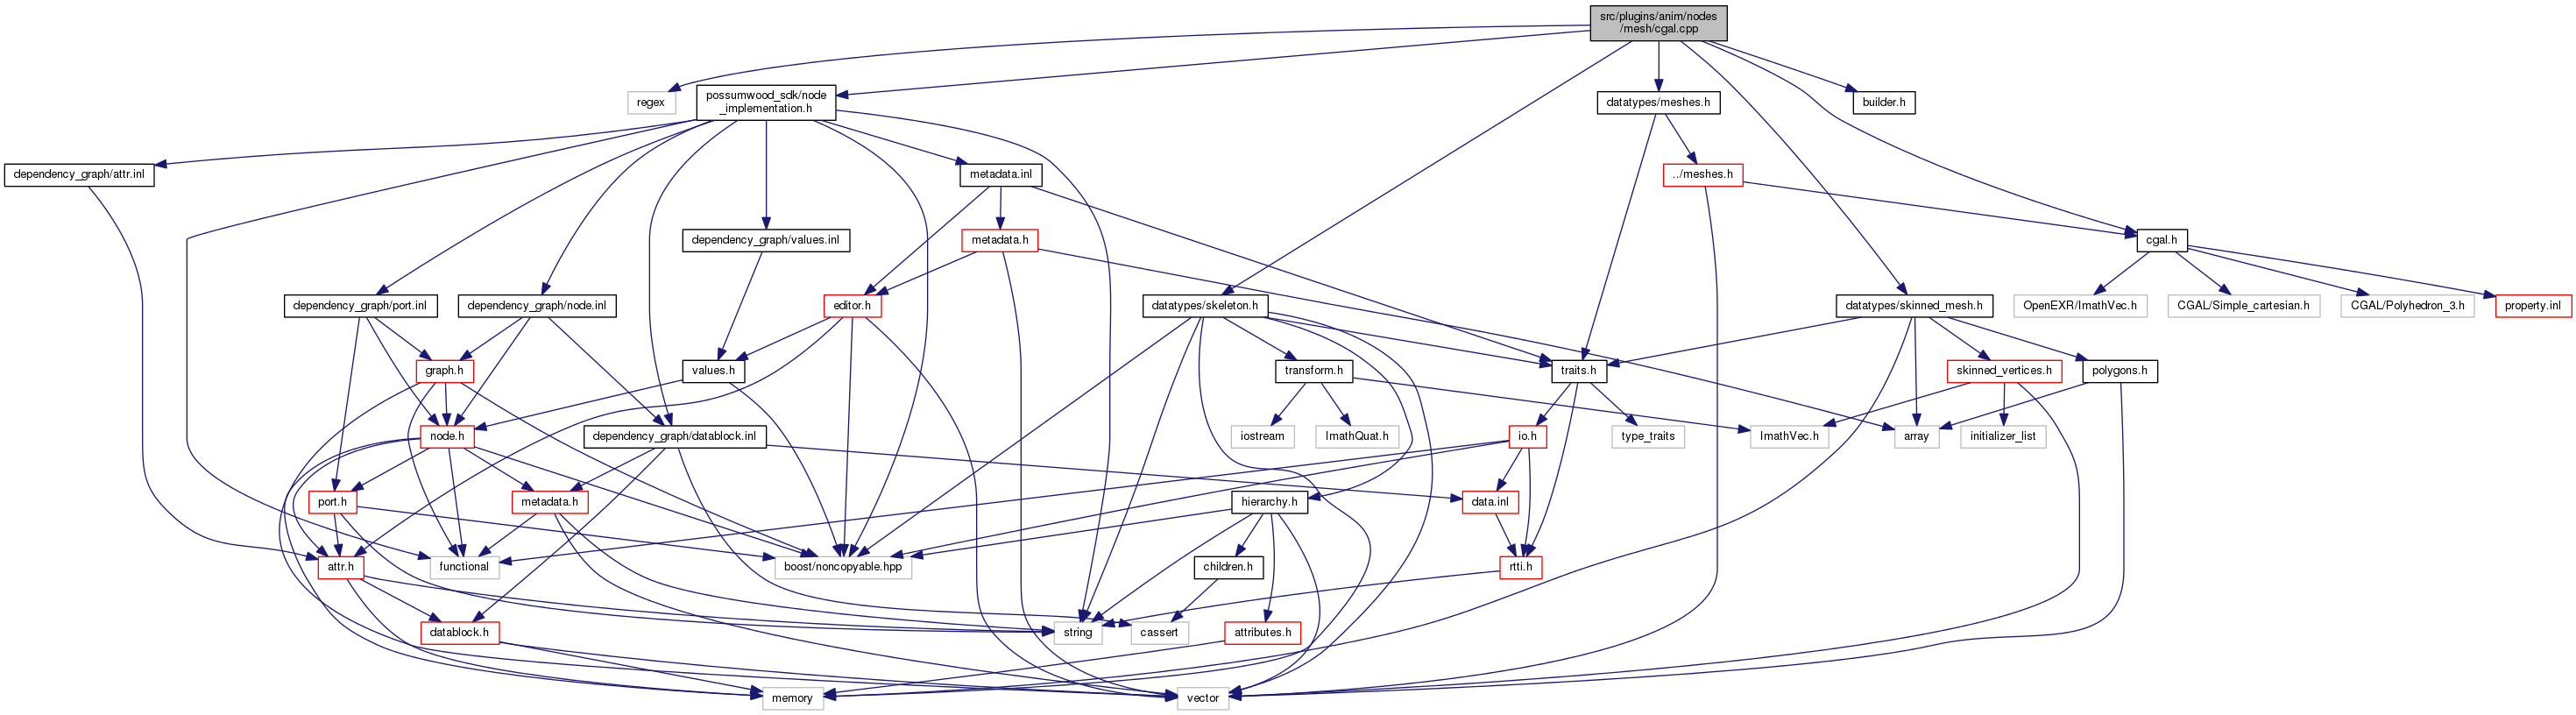 src/plugins/anim/nodes
/mesh/cgal.cpp
regex
possumwood_sdk/node
_implementation.h
datatypes/meshes.h
builder.h
dependency_graph/attr.inl
metadata.inl
../meshes.h
dependency_graph/values.inl
metadata.h
cgal.h
dependency_graph/port.inl
dependency_graph/node.inl
editor.h
datatypes/skeleton.h
datatypes/skinned_mesh.h
OpenEXR/ImathVec.h
CGAL/Simple_cartesian.h
CGAL/Polyhedron_3.h
property.inl
graph.h
values.h
transform.h
traits.h
skinned_vertices.h
polygons.h
node.h
dependency_graph/datablock.inl
iostream
ImathQuat.h
io.h
type_traits
ImathVec.h
array
initializer_list
port.h
metadata.h
hierarchy.h
data.inl
attr.h
functional
boost/noncopyable.hpp
children.h
rtti.h
datablock.h
string
cassert
attributes.h
memory
vector